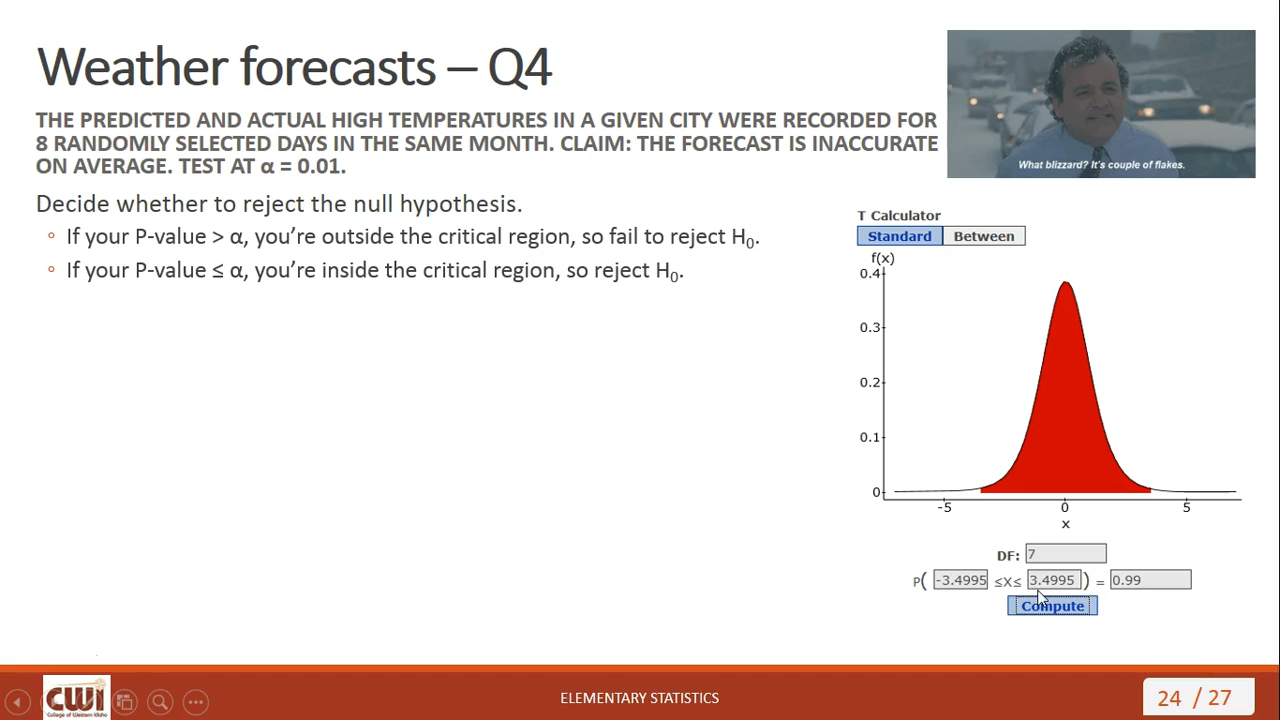 Weather forecasts – Q4
THE PREDICTED AND ACTUAL HIGH TEMPERATURES IN A GIVEN CITY WERE RECORDED FOR
8 RANDOMLY SELECTED DAYS IN THE SAME MONTH. CLAIM: THE FORECAST IS INACCURATE
ON AVERAGE. TEST AT α = 0.01.
Decide whether to reject the null hypothesis.
◦ If your P-value > α, you’re outside the critical region, so fail to reject H₀.
◦ If your P-value ≤ α, you’re inside the critical region, so reject H₀.
What blizzard? It's couple of flakes.
T Calculator
Standard Between
f(x)
0.4
0.3
0.2
0.1
0
-5 0 5
x
DF: 7
P( -3.4995 ≤X≤ 3.4995 ) = 0.99
Compute
CWI
College of Western Idaho
ELEMENTARY STATISTICS
24 / 27